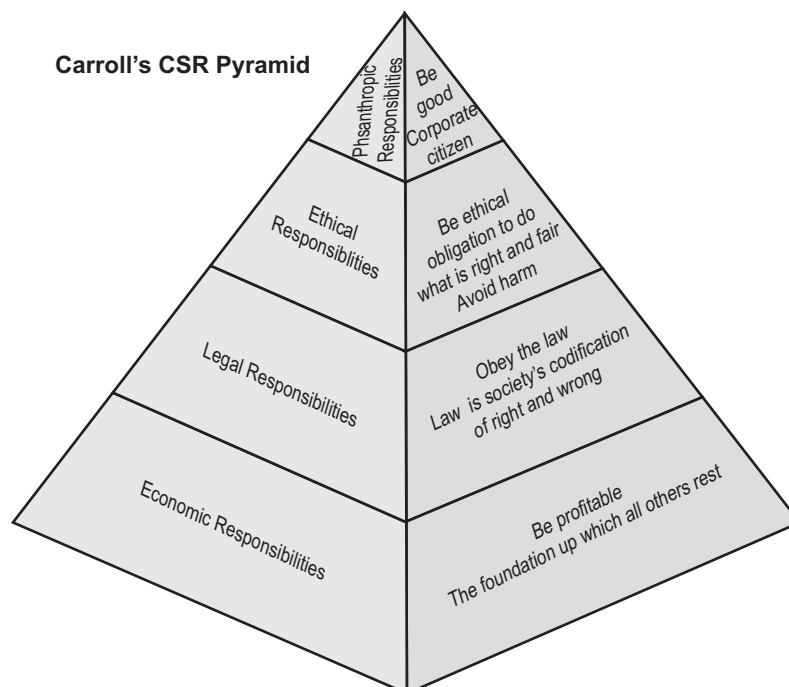 Carroll's CSR Pyramid
Phsanthropic
Responsiblities
Be
good
Corporate
citizen
Ethical
Responsiblities
Be ethical
obligation to do
what is right and fair
Avoid harm
Legal Responsibilities
Obey the law
Law is society's codification
of right and wrong
Economic Responsibilities
Be profitable
The foundation up which all others rest